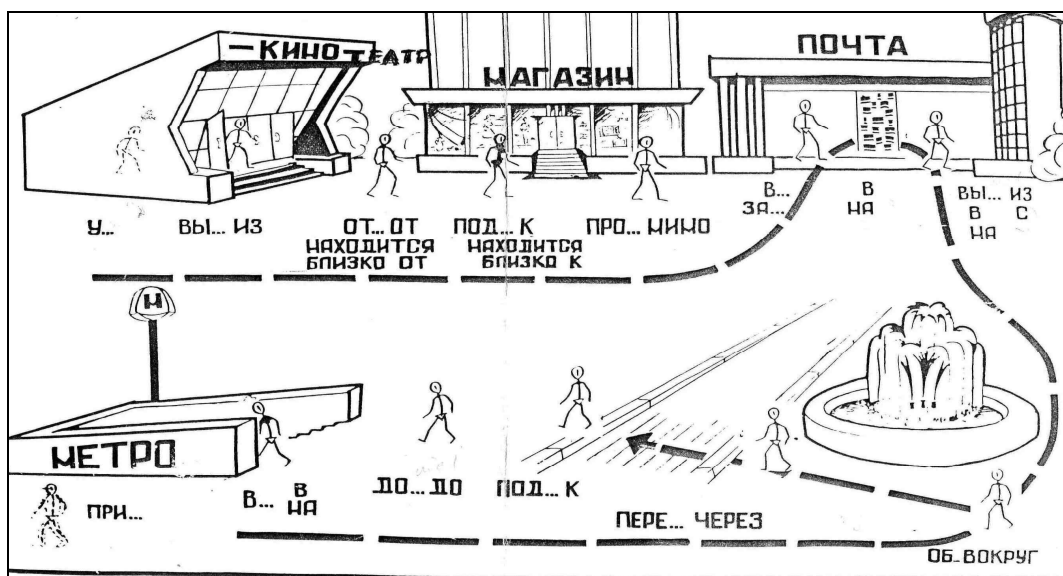 КИНОТЕАТР
МАГАЗИН
ПОЧТА
У...
ВЫ... ИЗ
ОТ... ОТ
НАХОДИТСЯ
БЛИЗКО ОТ
ПОД... К
НАХОДИТСЯ
БЛИЗКО К
ПРО... МИМО
В...
ЗА...
В
НА
ВЫ... ИЗ
В С
НА
М
МЕТРО
ПРИ...
В... В
НА
ДО... ДО
ПОД... К
ПЕРЕ... ЧЕРЕЗ
ОБ... ВОКРУГ